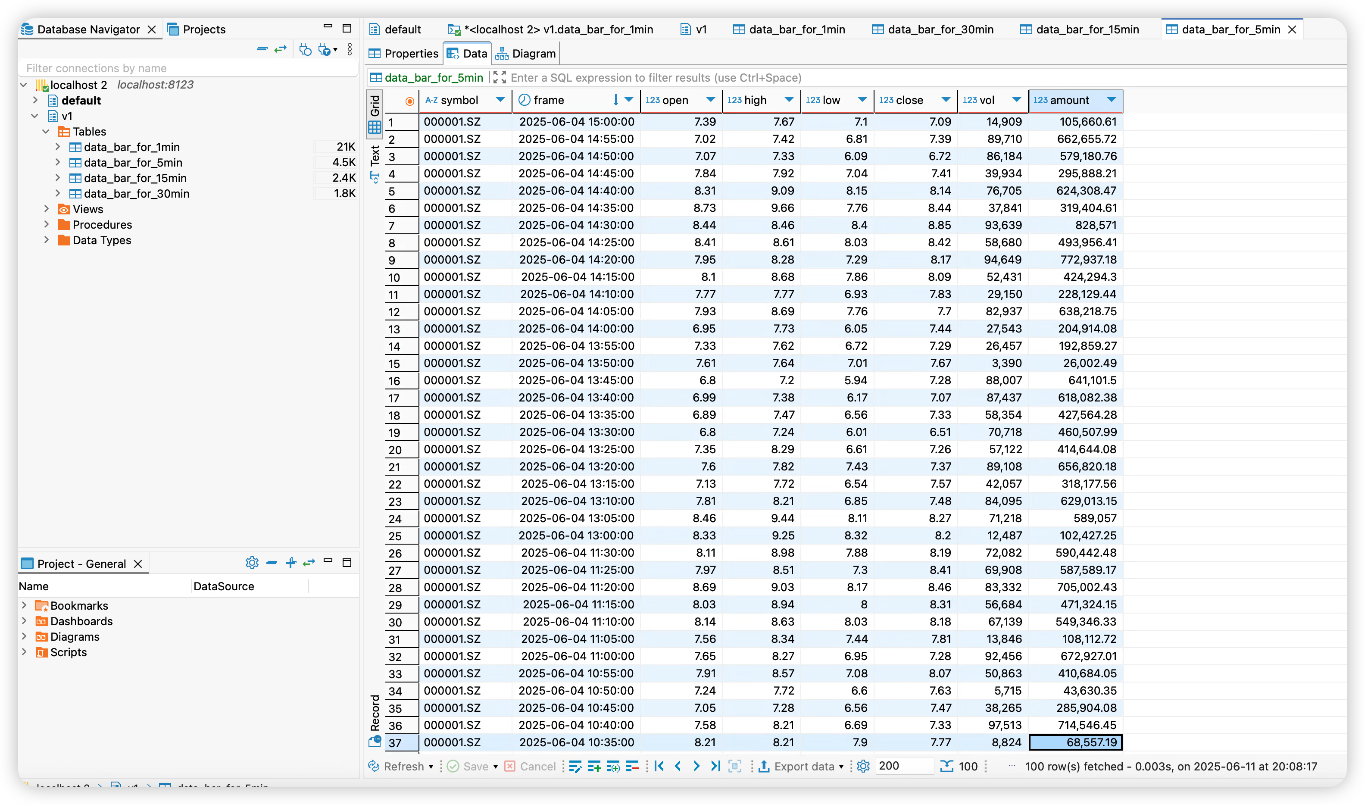 Database Navigator Projects
Filter connections by name
localhost 2 localhost:8123
default
v1
Tables
data_bar_for_1min 21K
data_bar_for_5min 4.5K
data_bar_for_15min 2.4K
data_bar_for_30min 1.8K
Views
Procedures
Data Types
Project - General
Name DataSource
Bookmarks
Dashboards
Diagrams
Scripts
default *<localhost 2> v1.data_bar_for_1min v1 data_bar_for_1min data_bar_for_30min data_bar_for_15min data_bar_for_5min
Properties Data Diagram
data_bar_for_5min Enter a SQL expression to filter results (use Ctrl+Space)
Grid
Text
Record
A-Z symbol frame 123 open 123 high 123 low 123 close 123 vol 123 amount
1 000001.SZ 2025-06-04 15:00:00 7.39 7.67 7.1 7.09 14,909 105,660.61
2 000001.SZ 2025-06-04 14:55:00 7.02 7.42 6.81 7.39 89,710 662,655.72
3 000001.SZ 2025-06-04 14:50:00 7.07 7.33 6.09 6.72 86,184 579,180.76
4 000001.SZ 2025-06-04 14:45:00 7.84 7.92 7.04 7.41 39,934 295,888.21
5 000001.SZ 2025-06-04 14:40:00 8.31 9.09 8.15 8.14 76,705 624,308.47
6 000001.SZ 2025-06-04 14:35:00 8.73 9.66 7.76 8.44 37,841 319,404.61
7 000001.SZ 2025-06-04 14:30:00 8.44 8.46 8.4 8.85 93,639 828,571
8 000001.SZ 2025-06-04 14:25:00 8.41 8.61 8.03 8.42 58,680 493,956.41
9 000001.SZ 2025-06-04 14:20:00 7.95 8.28 7.29 8.17 94,649 772,937.18
10 000001.SZ 2025-06-04 14:15:00 8.1 8.68 7.86 8.09 52,431 424,294.3
11 000001.SZ 2025-06-04 14:10:00 7.77 7.77 6.93 7.83 29,150 228,129.44
12 000001.SZ 2025-06-04 14:05:00 7.93 8.69 7.76 7.7 82,937 638,218.75
13 000001.SZ 2025-06-04 14:00:00 6.95 7.73 6.05 7.44 27,543 204,914.08
14 000001.SZ 2025-06-04 13:55:00 7.33 7.62 6.72 7.29 26,457 192,859.27
15 000001.SZ 2025-06-04 13:50:00 7.61 7.64 7.01 7.67 3,390 26,002.49
16 000001.SZ 2025-06-04 13:45:00 6.8 7.2 5.94 7.28 88,007 641,101.5
17 000001.SZ 2025-06-04 13:40:00 6.99 7.38 6.17 7.07 87,437 618,082.38
18 000001.SZ 2025-06-04 13:35:00 6.89 7.47 6.56 7.33 58,354 427,564.28
19 000001.SZ 2025-06-04 13:30:00 6.8 7.24 6.01 6.51 70,718 460,507.99
20 000001.SZ 2025-06-04 13:25:00 7.35 8.29 6.61 7.26 57,122 414,644.08
21 000001.SZ 2025-06-04 13:20:00 7.6 7.82 7.43 7.37 89,108 656,820.18
22 000001.SZ 2025-06-04 13:15:00 7.13 7.72 6.54 7.57 42,057 318,177.56
23 000001.SZ 2025-06-04 13:10:00 7.81 8.21 6.85 7.48 84,095 629,013.15
24 000001.SZ 2025-06-04 13:05:00 8.46 9.44 8.11 8.27 71,218 589,057
25 000001.SZ 2025-06-04 13:00:00 8.33 9.25 8.32 8.2 12,487 102,427.25
26 000001.SZ 2025-06-04 11:30:00 8.11 8.98 7.88 8.19 72,082 590,442.48
27 000001.SZ 2025-06-04 11:25:00 7.97 8.51 7.3 8.41 69,908 587,589.17
28 000001.SZ 2025-06-04 11:20:00 8.69 9.03 8.17 8.46 83,332 705,002.43
29 000001.SZ 2025-06-04 11:15:00 8.03 8.94 8 8.31 56,684 471,324.15
30 000001.SZ 2025-06-04 11:10:00 8.14 8.63 8.03 8.18 67,139 549,346.33
31 000001.SZ 2025-06-04 11:05:00 7.56 8.34 7.44 7.81 13,846 108,112.72
32 000001.SZ 2025-06-04 11:00:00 7.65 8.27 6.95 7.28 92,456 672,927.01
33 000001.SZ 2025-06-04 10:55:00 7.91 8.57 7.08 8.07 50,863 410,684.05
34 000001.SZ 2025-06-04 10:50:00 7.24 7.72 6.6 7.63 5,715 43,630.35
35 000001.SZ 2025-06-04 10:45:00 7.05 7.28 6.56 7.47 38,265 285,904.08
36 000001.SZ 2025-06-04 10:40:00 7.58 8.21 6.69 7.33 97,513 714,546.45
37 000001.SZ 2025-06-04 10:35:00 8.21 8.21 7.9 7.77 8,824 68,557.19
Refresh Save Cancel Export data 200 100 100 row(s) fetched - 0.003s, on 2025-06-11 at 20:08:17